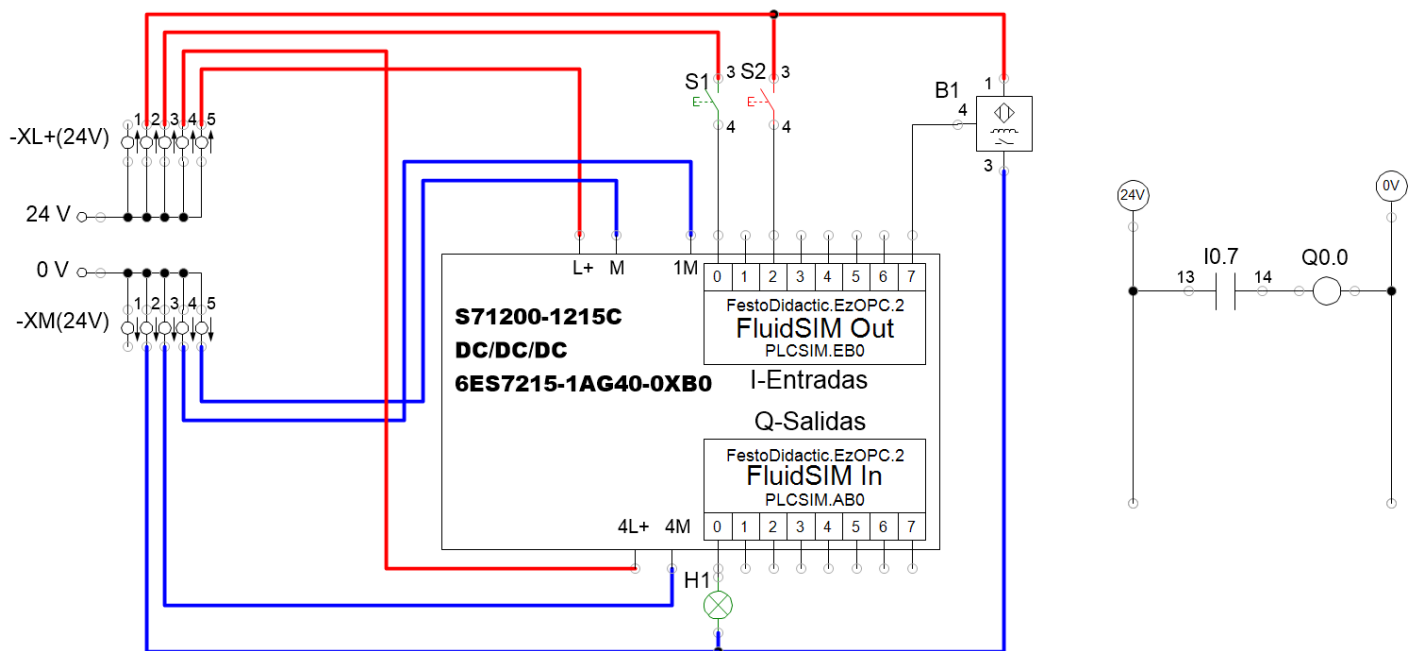 S1 3 S2 3
1
B1
4
4 4
3
1 2 3 4 5
-XL+(24V)
24 V
0 V
1 2 3 4 5
-XM(24V)
L+ M 1M
0 1 2 3 4 5 6 7
FestoDidactic.EzOPC.2
FluidSIM Out
PLCSIM.EB0
S71200-1215C
DC/DC/DC
6ES7215-1AG40-0XB0
I-Entradas
Q-Salidas
FestoDidactic.EzOPC.2
FluidSIM In
PLCSIM.AB0
4L+ 4M
0 1 2 3 4 5 6 7
H1
24V 0V
I0.7 Q0.0
13 14